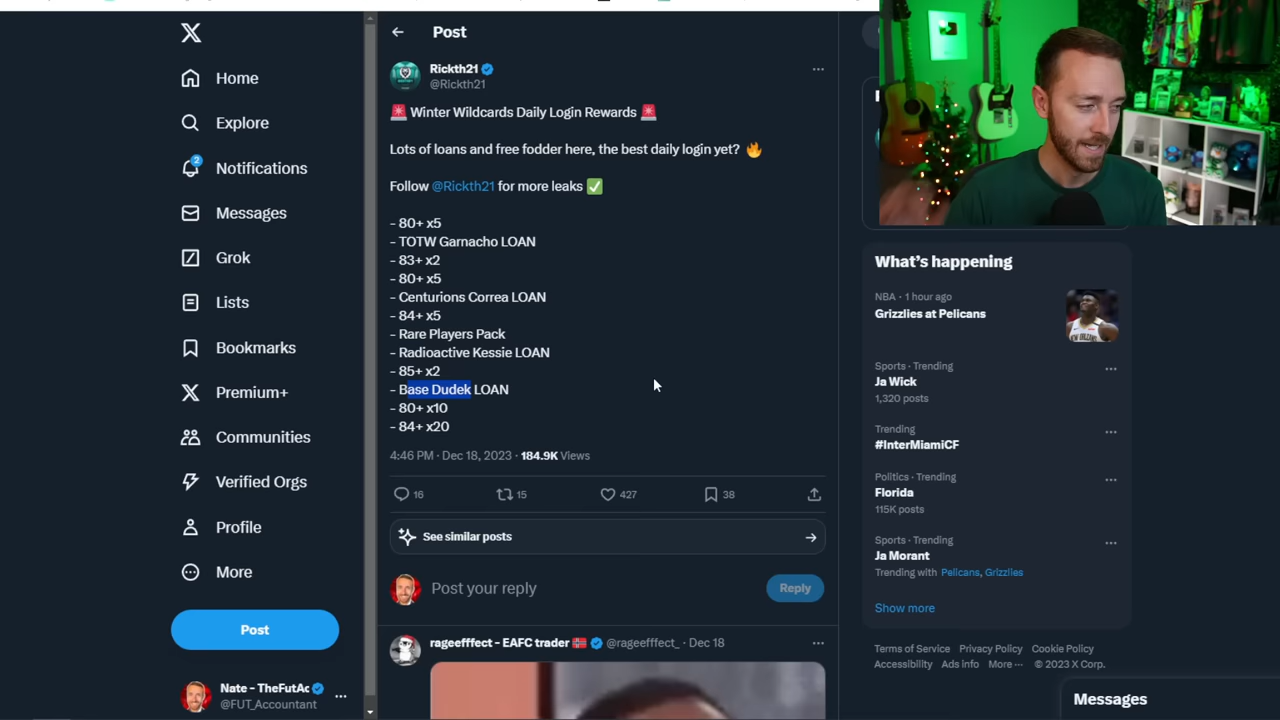 Home
Explore
2
Notifications
Messages
Grok
Lists
Bookmarks
Premium+
Communities
Verified Orgs
Profile
More
Post
Nate - TheFutAc
@FUT_Accountant
Post
Rickth21
@Rickth21
🚨 Winter Wildcards Daily Login Rewards 🚨
Lots of loans and free fodder here, the best daily login yet? 🔥
Follow @Rickth21 for more leaks ✅
- 80+ x5
- TOTW Garnacho LOAN
- 83+ x2
- 80+ x5
- Centurions Correa LOAN
- 84+ x5
- Rare Players Pack
- Radioactive Kessie LOAN
- 85+ x2
- Base Dudek LOAN
- 80+ x10
- 84+ x20
4:46 PM · Dec 18, 2023 · 184.9K Views
16 15 427 38
See similar posts
Post your reply
Reply
rageefffect - EAFC trader 🇳🇴 @rageefffect_ · Dec 18
What's happening
NBA · 1 hour ago
Grizzlies at Pelicans
Sports · Trending
Ja Wick
1,320 posts
Trending
#InterMiamiCF
Politics · Trending
Florida
115K posts
Sports · Trending
Ja Morant
Trending with Pelicans, Grizzlies
Show more
Terms of Service Privacy Policy Cookie Policy
Accessibility Ads info More ··· © 2023 X Corp.
Messages